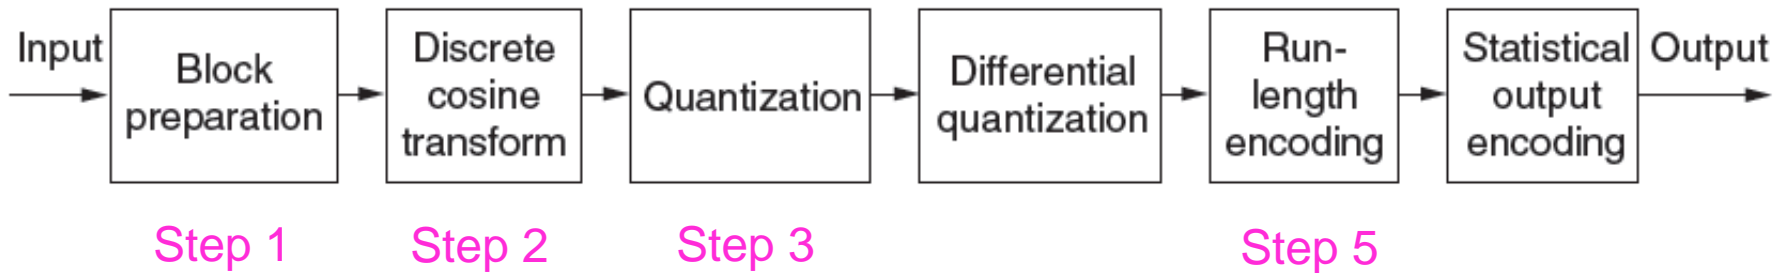 Input
Block
preparation
Discrete
cosine
transform
Quantization
Differential
quantization
Run-
length
encoding
Statistical
output
encoding
Output
Step 1
Step 2
Step 3
Step 5